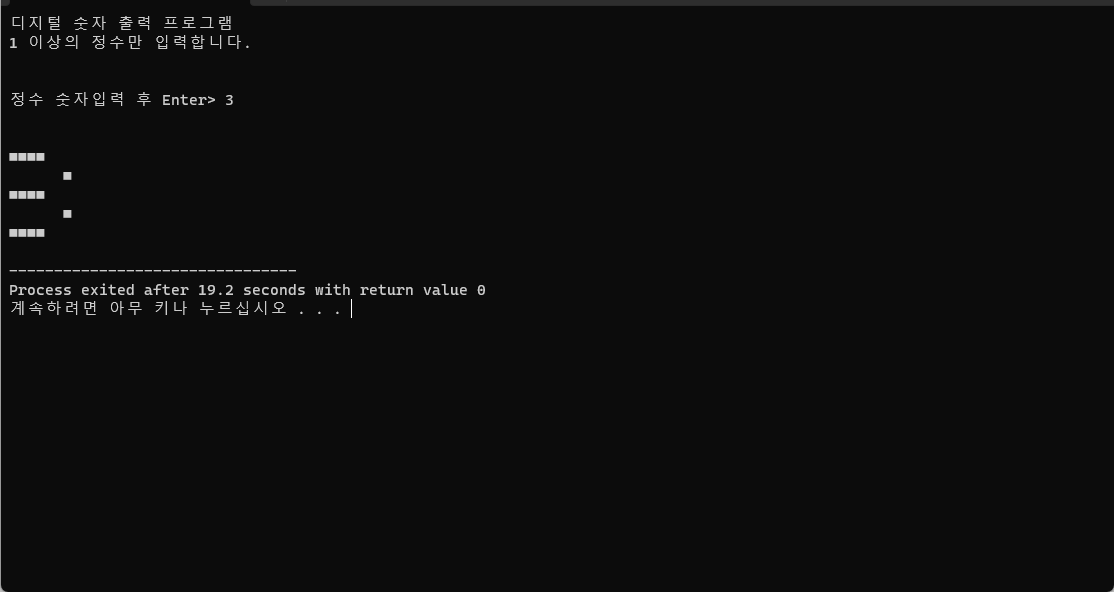 디지털 숫자 출력 프로그램
1 이상의 정수만 입력합니다.
정수 숫자입력 후 Enter> 3
■■■■
      ■
■■■■
      ■
■■■■
--------------------------------
Process exited after 19.2 seconds with return value 0
계속하려면 아무 키나 누르십시오 . . .